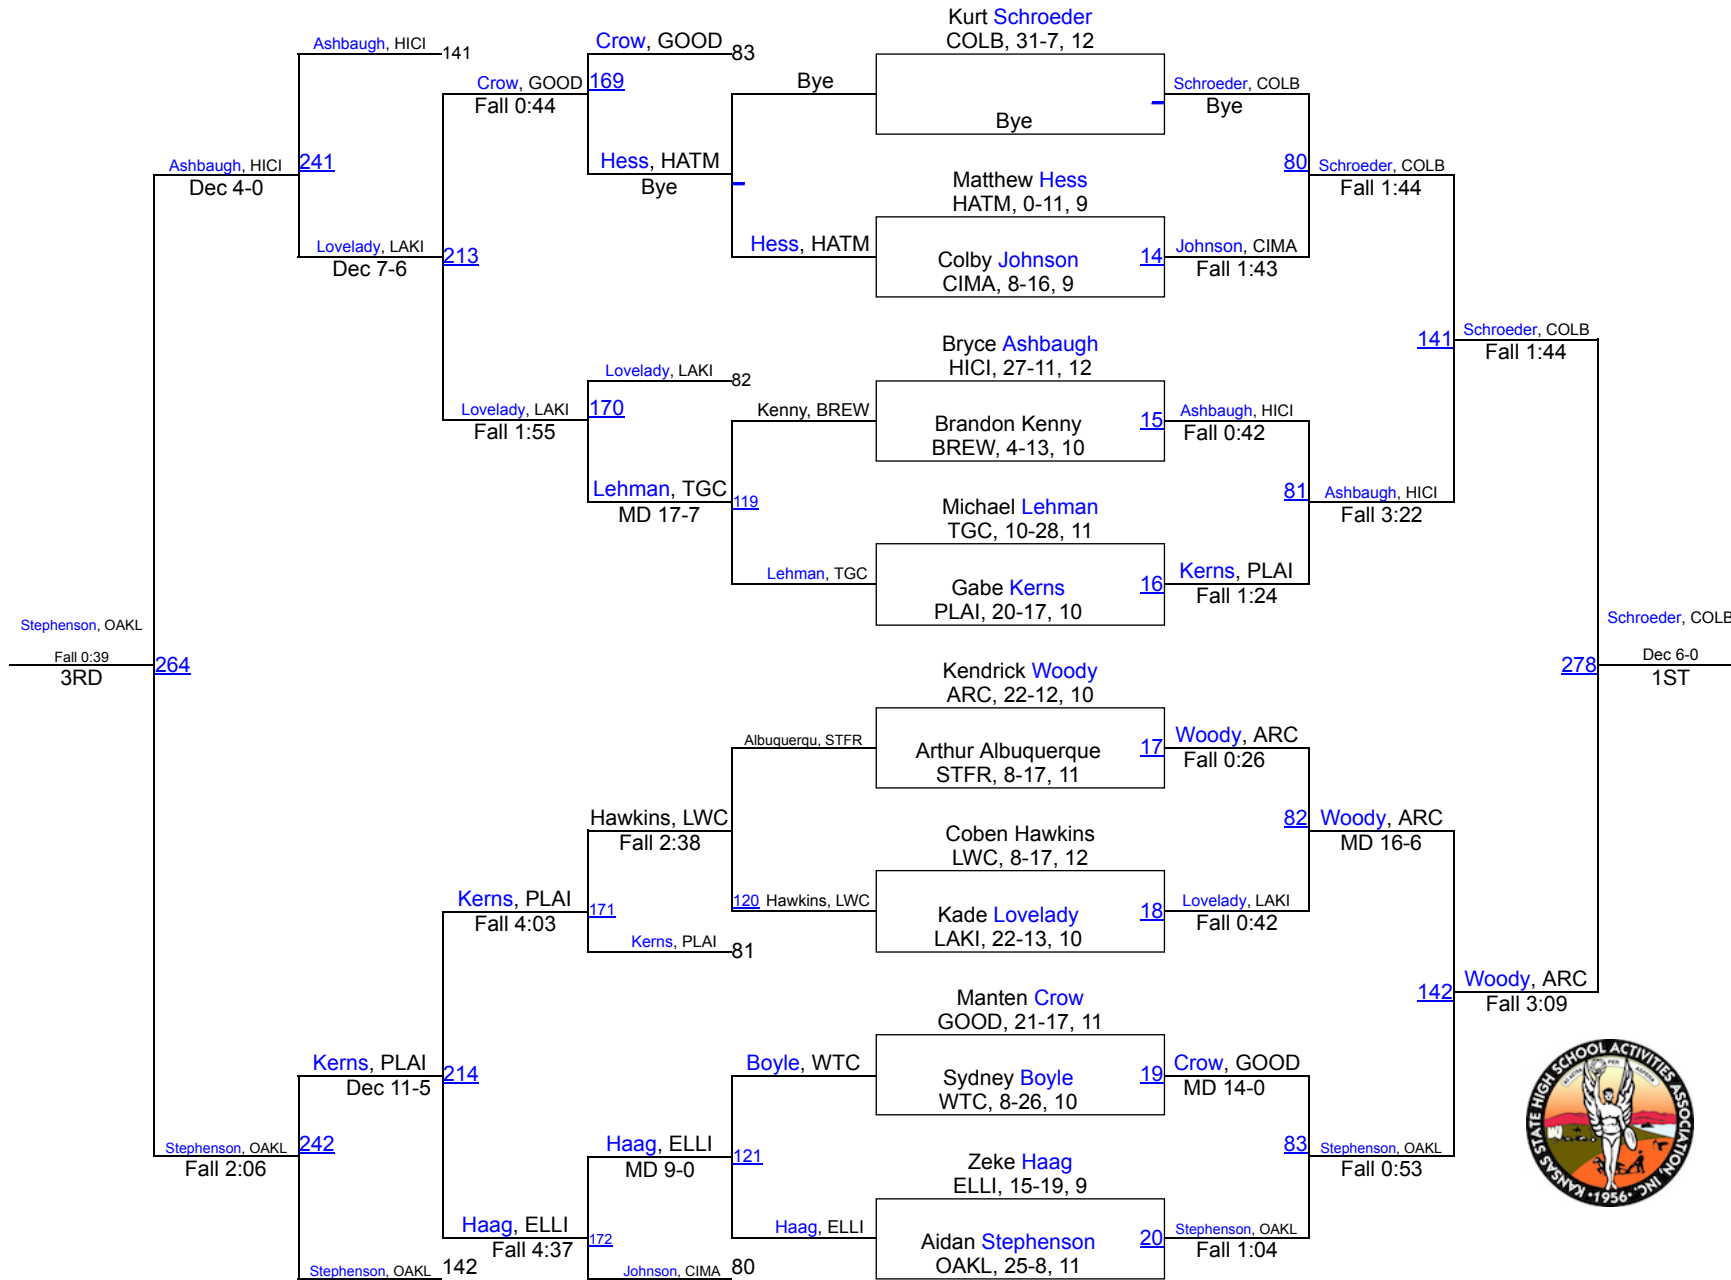 Kurt Schroeder
COLB, 31-7, 12
Bye
Matthew Hess
HATM, 0-11, 9
Colby Johnson
CIMA, 8-16, 9
14
Bryce Ashbaugh
HICI, 27-11, 12
Brandon Kenny
BREW, 4-13, 10
15
Michael Lehman
TGC, 10-28, 11
Gabe Kerns
PLAI, 20-17, 10
16
Kendrick Woody
ARC, 22-12, 10
Arthur Albuquerque
STFR, 8-17, 11
17
Coben Hawkins
LWC, 8-17, 12
Kade Lovelady
LAKI, 22-13, 10
18
Manten Crow
GOOD, 21-17, 11
Sydney Boyle
WTC, 8-26, 10
19
Zeke Haag
ELLI, 15-19, 9
Aidan Stephenson
OAKL, 25-8, 11
20
Schroeder, COLB
Bye
80
Johnson, CIMA
Fall 1:43
Ashbaugh, HICI
Fall 0:42
81
Kerns, PLAI
Fall 1:24
Woody, ARC
Fall 0:26
82
Lovelady, LAKI
Fall 0:42
Crow, GOOD
MD 14-0
83
Stephenson, OAKL
Fall 1:04
Schroeder, COLB
Fall 1:44
141
Ashbaugh, HICI
Fall 3:22
Woody, ARC
MD 16-6
142
Stephenson, OAKL
Fall 0:53
Schroeder, COLB
Fall 1:44
278
Woody, ARC
Fall 3:09
Schroeder, COLB
Dec 6-0
1ST
Bye
Hess, HATM
Kenny, BREW
119
Lehman, TGC
Albuquerqu, STFR
120
Hawkins, LWC
Boyle, WTC
121
Haag, ELLI
Crow, GOOD
83
169
Hess, HATM
Bye
Lovelady, LAKI
82
170
Lehman, TGC
MD 17-7
Hawkins, LWC
Fall 2:38
171
Kerns, PLAI
81
Haag, ELLI
MD 9-0
172
Johnson, CIMA
80
Crow, GOOD
Fall 0:44
213
Lovelady, LAKI
Fall 1:55
Kerns, PLAI
Fall 4:03
214
Haag, ELLI
Fall 4:37
Ashbaugh, HICI
141
241
Lovelady, LAKI
Dec 7-6
Kerns, PLAI
Dec 11-5
242
Stephenson, OAKL
142
Ashbaugh, HICI
Dec 4-0
264
Stephenson, OAKL
Fall 2:06
Stephenson, OAKL
Fall 0:39
3RD
KANSAS STATE HIGH SCHOOL ACTIVITIES ASSOCIATION, INC.
•1956•